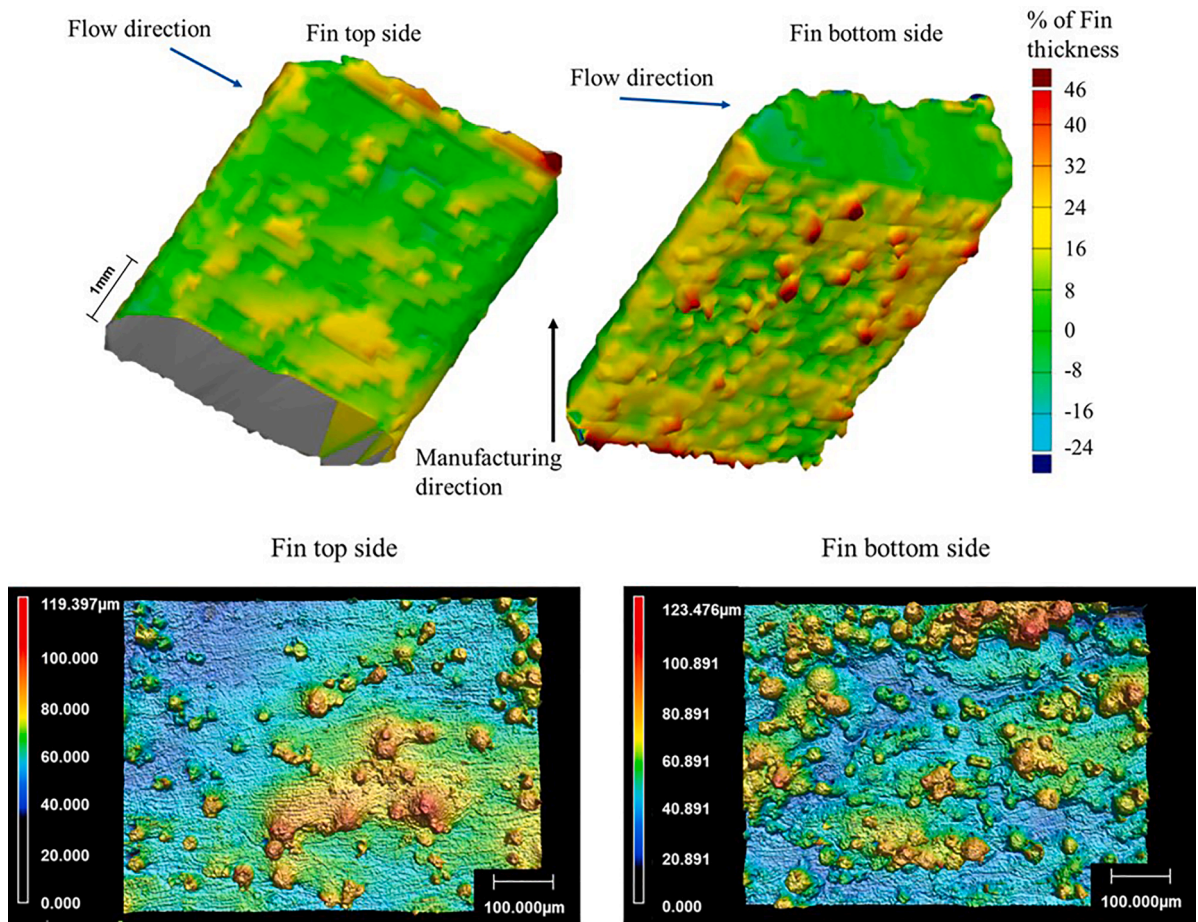 Flow direction
Fin top side
1mm
Fin bottom side
Flow direction
Manufacturing
direction
% of Fin
thickness
46
40
32
24
16
8
0
-8
-16
-24
Fin top side
119.397µm
100.000
80.000
60.000
40.000
20.000
0.000
100.000µm
Fin bottom side
123.476µm
100.891
80.891
60.891
40.891
20.891
0.000
100.000µm